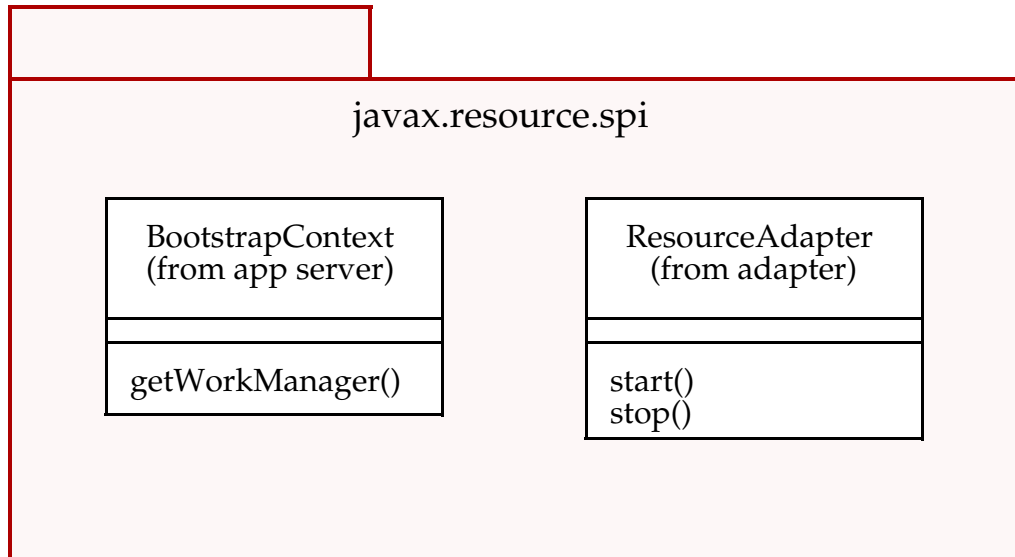 javax.resource.spi
BootstrapContext
(from app server)
getWorkManager()
ResourceAdapter
(from adapter)
start()
stop()